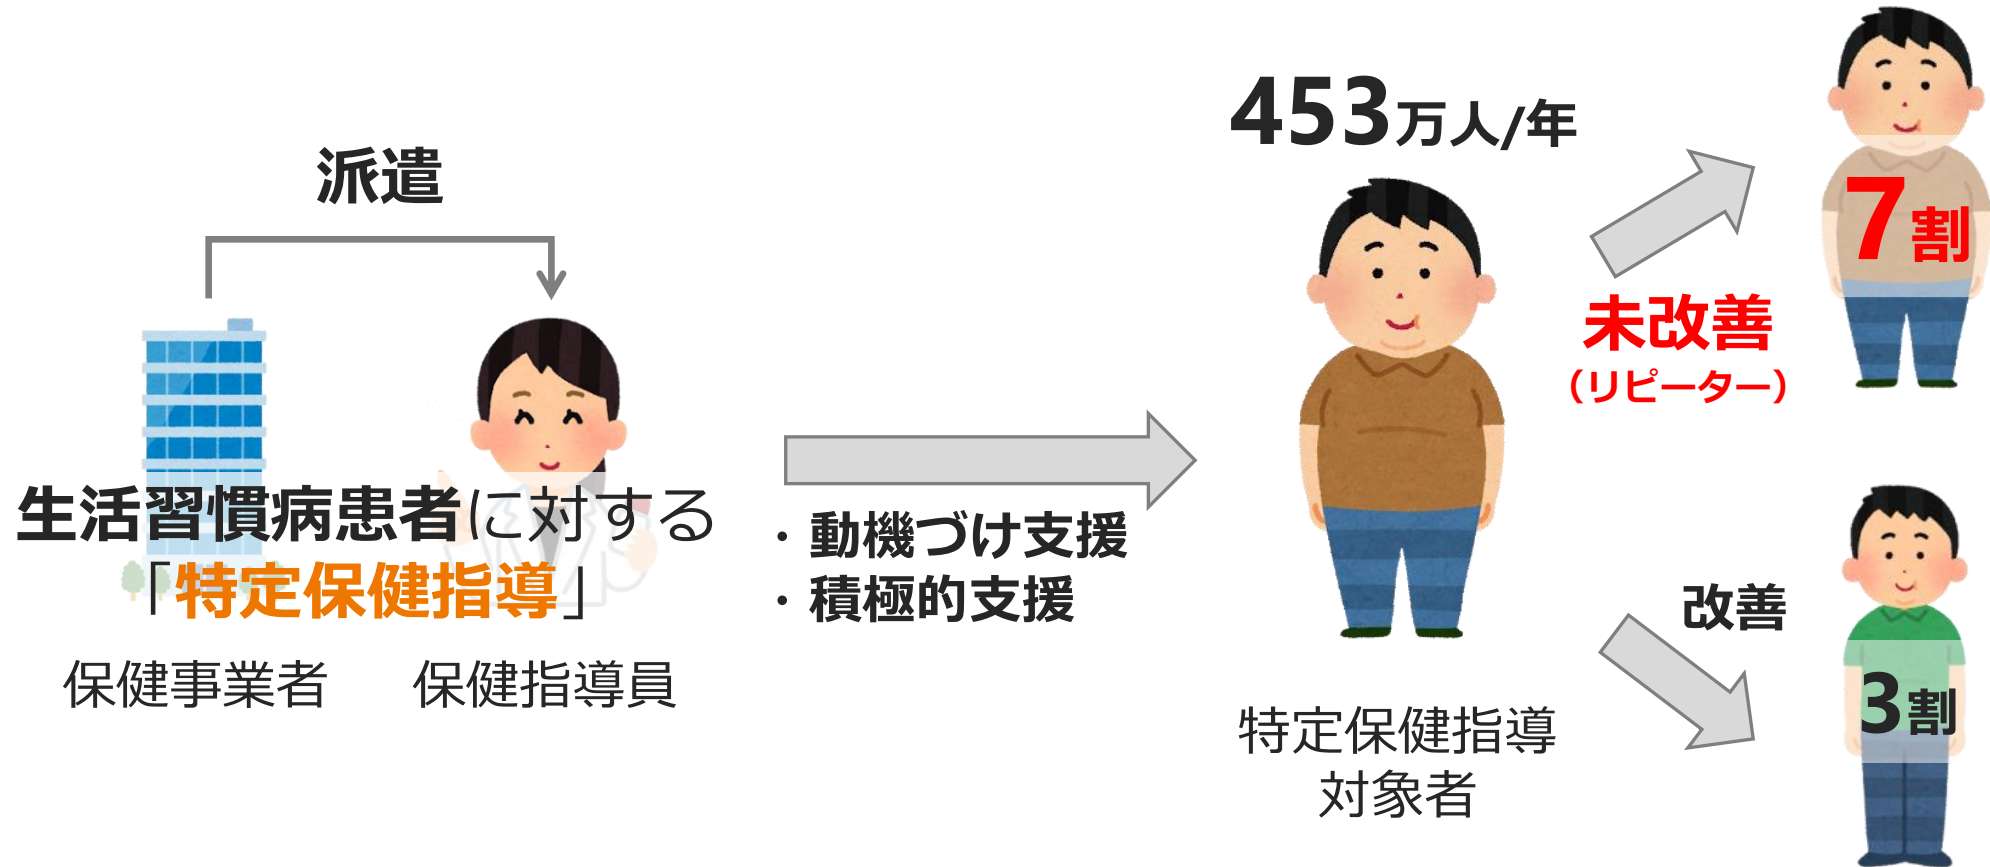 派遣
生活習慣病患者に対する
「特定保健指導」
保健事業者
保健指導員
・動機づけ支援
・積極的支援
453万人/年
特定保健指導
対象者
未改善
（リピーター）
7割
改善
3割